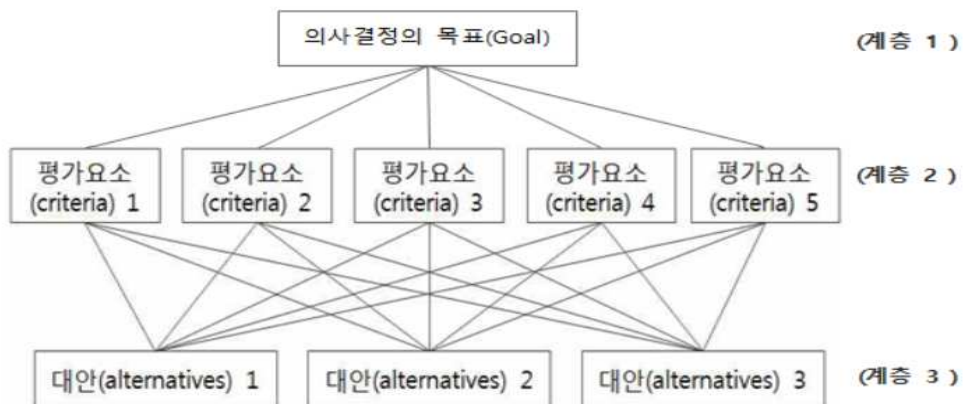 의사결정의 목표(Goal)
(계층 1 )
평가요소
(criteria) 1
평가요소
(criteria) 2
평가요소
(criteria) 3
평가요소
(criteria) 4
평가요소
(criteria) 5
(계층 2 )
대안(alternatives) 1
대안(alternatives) 2
대안(alternatives) 3
(계층 3 )